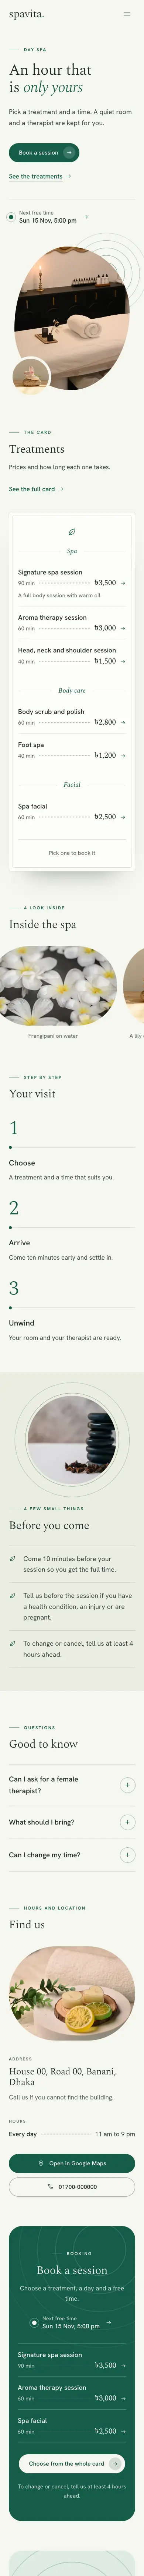 spavita.
DAY SPA
An hour that
is only yours
Pick a treatment and a time. A quiet room
and a therapist are kept for you.
Book a session
See the treatments
Next free time
Sun 15 Nov, 5:00 pm
THE CARD
Treatments
Prices and how long each one takes.
See the full card
Spa
Signature spa session
90 min ৳3,500
A full body session with warm oil.
Aroma therapy session
60 min ৳3,000
Head, neck and shoulder session
40 min ৳1,500
Body care
Body scrub and polish
60 min ৳2,800
Foot spa
40 min ৳1,200
Facial
Spa facial
60 min ৳2,500
Pick one to book it
A LOOK INSIDE
Inside the spa
Frangipani on water
A lily
STEP BY STEP
Your visit
1
Choose
A treatment and a time that suits you.
2
Arrive
Come ten minutes early and settle in.
3
Unwind
Your room and your therapist are ready.
A FEW SMALL THINGS
Before you come
Come 10 minutes before your
session so you get the full time.
Tell us before the session if you have
a health condition, an injury or are
pregnant.
To change or cancel, tell us at least 4
hours ahead.
QUESTIONS
Good to know
Can I ask for a female
therapist?
What should I bring?
Can I change my time?
HOURS AND LOCATION
Find us
ADDRESS
House 00, Road 00, Banani,
Dhaka
Call us if you cannot find the building.
HOURS
Every day 11 am to 9 pm
Open in Google Maps
01700-000000
BOOKING
Book a session
Choose a treatment, a day and a free
time.
Next free time
Sun 15 Nov, 5:00 pm
Signature spa session
90 min ৳3,500
Aroma therapy session
60 min ৳3,000
Spa facial
60 min ৳2,500
Choose from the whole card
To change or cancel, tell us at least 4 hours
ahead.